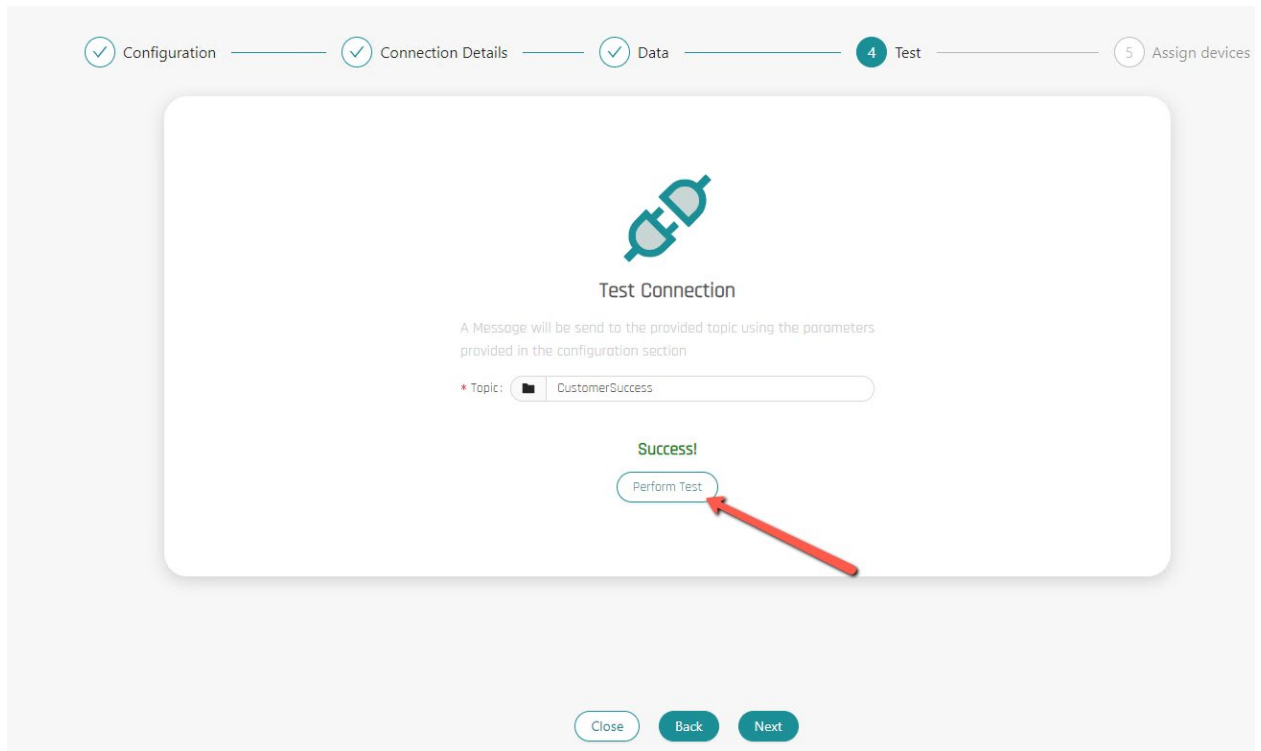 Configuration
Connection Details
Data
4 Test
5 Assign devices
Test Connection
A Message will be send to the provided topic using the parameters
provided in the configuration section
* Topic: CustomerSuccess
Success!
Perform Test
Close Back Next